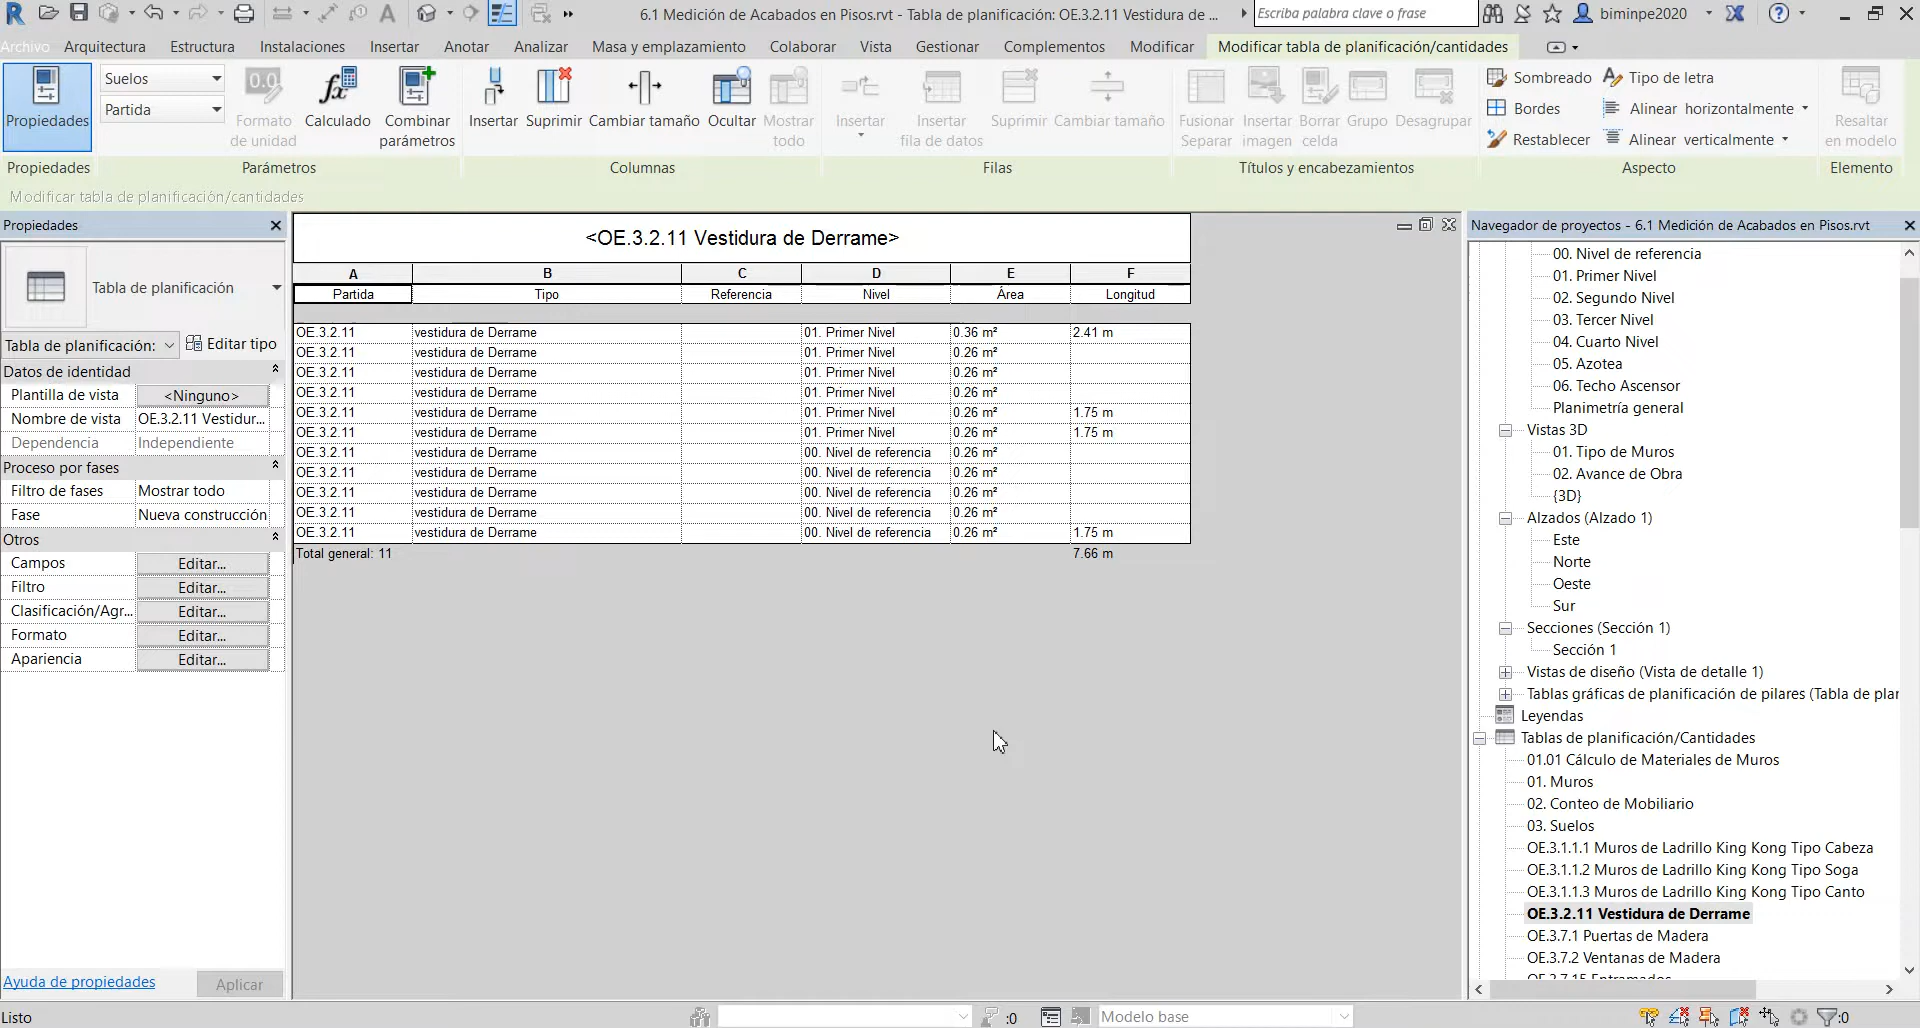 6.1 Medición de Acabados en Pisos.rvt - Tabla de planificación: OE.3.2.11 Vestidura de ...
Escriba palabra clave o frase
biminpe2020
Archivo Arquitectura Estructura Instalaciones Insertar Anotar Analizar Masa y emplazamiento Colaborar Vista Gestionar Complementos Modificar Modificar tabla de planificación/cantidades
Propiedades
Suelos
Partida
Formato de unidad
Calculado
Combinar parámetros
Insertar
Suprimir
Cambiar tamaño
Ocultar
Mostrar todo
Insertar
Insertar fila de datos
Suprimir
Cambiar tamaño
Fusionar Separar
Insertar imagen
Borrar celda
Grupo
Desagrupar
Sombreado
Bordes
Restablecer
Tipo de letra
Alinear horizontalmente
Alinear verticalmente
Resaltar en modelo
Propiedades Parámetros Columnas Filas Títulos y encabezamientos Aspecto Elemento
Modificar tabla de planificación/cantidades
Propiedades
Tabla de planificación
Tabla de planificación: Editar tipo
Datos de identidad
Plantilla de vista <Ninguno>
Nombre de vista OE.3.2.11 Vestidur...
Dependencia Independiente
Proceso por fases
Filtro de fases Mostrar todo
Fase Nueva construcción
Otros
Campos Editar...
Filtro Editar...
Clasificación/Agr... Editar...
Formato Editar...
Apariencia Editar...
Ayuda de propiedades Aplicar
<OE.3.2.11 Vestidura de Derrame>
A B C D E F
Partida Tipo Referencia Nivel Área Longitud
OE.3.2.11 vestidura de Derrame 01. Primer Nivel 0.36 m² 2.41 m
OE.3.2.11 vestidura de Derrame 01. Primer Nivel 0.26 m²
OE.3.2.11 vestidura de Derrame 01. Primer Nivel 0.26 m²
OE.3.2.11 vestidura de Derrame 01. Primer Nivel 0.26 m²
OE.3.2.11 vestidura de Derrame 01. Primer Nivel 0.26 m² 1.75 m
OE.3.2.11 vestidura de Derrame 01. Primer Nivel 0.26 m² 1.75 m
OE.3.2.11 vestidura de Derrame 00. Nivel de referencia 0.26 m²
OE.3.2.11 vestidura de Derrame 00. Nivel de referencia 0.26 m²
OE.3.2.11 vestidura de Derrame 00. Nivel de referencia 0.26 m²
OE.3.2.11 vestidura de Derrame 00. Nivel de referencia 0.26 m²
OE.3.2.11 vestidura de Derrame 00. Nivel de referencia 0.26 m² 1.75 m
Total general: 11 7.66 m
Navegador de proyectos - 6.1 Medición de Acabados en Pisos.rvt
00. Nivel de referencia
01. Primer Nivel
02. Segundo Nivel
03. Tercer Nivel
04. Cuarto Nivel
05. Azotea
06. Techo Ascensor
Planimetría general
Vistas 3D
01. Tipo de Muros
02. Avance de Obra
{3D}
Alzados (Alzado 1)
Este
Norte
Oeste
Sur
Secciones (Sección 1)
Sección 1
Vistas de diseño (Vista de detalle 1)
Tablas gráficas de planificación de pilares (Tabla de plar
Leyendas
Tablas de planificación/Cantidades
01.01 Cálculo de Materiales de Muros
01. Muros
02. Conteo de Mobiliario
03. Suelos
OE.3.1.1.1 Muros de Ladrillo King Kong Tipo Cabeza
OE.3.1.1.2 Muros de Ladrillo King Kong Tipo Soga
OE.3.1.1.3 Muros de Ladrillo King Kong Tipo Canto
OE.3.2.11 Vestidura de Derrame
OE.3.7.1 Puertas de Madera
OE.3.7.2 Ventanas de Madera
OE.3.7.15 Entramados
Listo
:0
Modelo base
:0